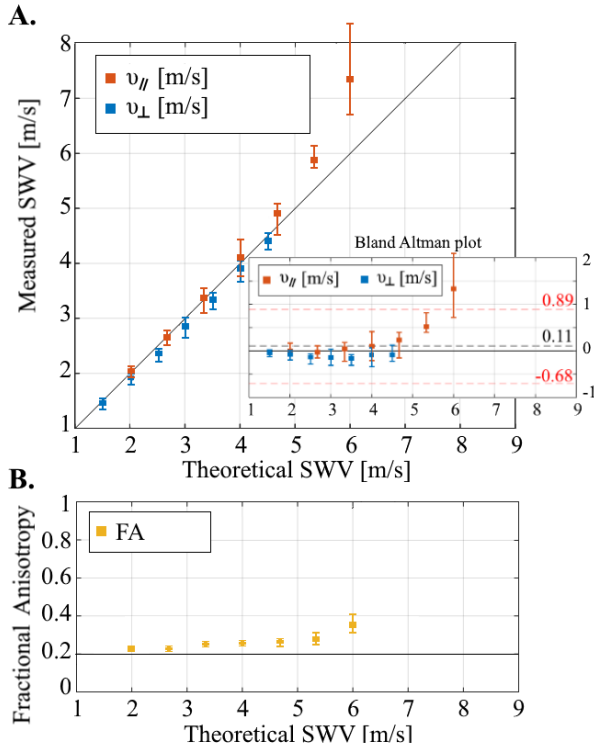 A.
8
7
6
5
4
3
2
1
Measured SWV [m/s]
υ⫽ [m/s]
υ⊥ [m/s]
Bland Altman plot
υ⫽ [m/s] υ⊥ [m/s]
2
1
0
-1
0.89
0.11
-0.68
1 2 3 4 5 6 7 8 9
1 2 3 4 5 6 7 8 9
Theoretical SWV [m/s]
B.
1
0.8
0.6
0.4
0.2
0
Fractional Anisotropy
FA
1 2 3 4 5 6 7 8 9
Theoretical SWV [m/s]